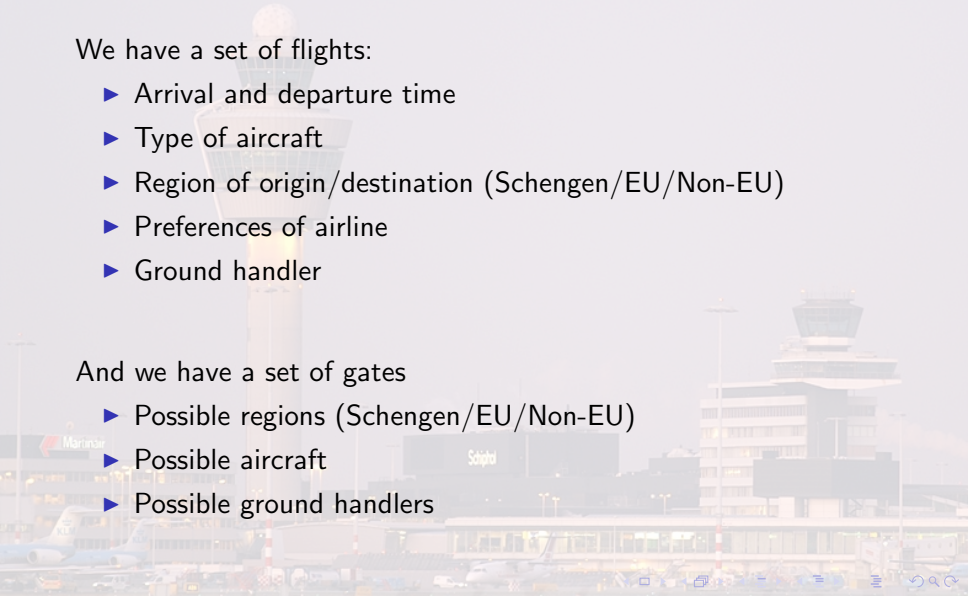 We have a set of flights:
Arrival and departure time
Type of aircraft
Region of origin/destination (Schengen/EU/Non-EU)
Preferences of airline
Ground handler
And we have a set of gates
Possible regions (Schengen/EU/Non-EU)
Martinair
Possible aircraft
Schiphol
Possible ground handlers